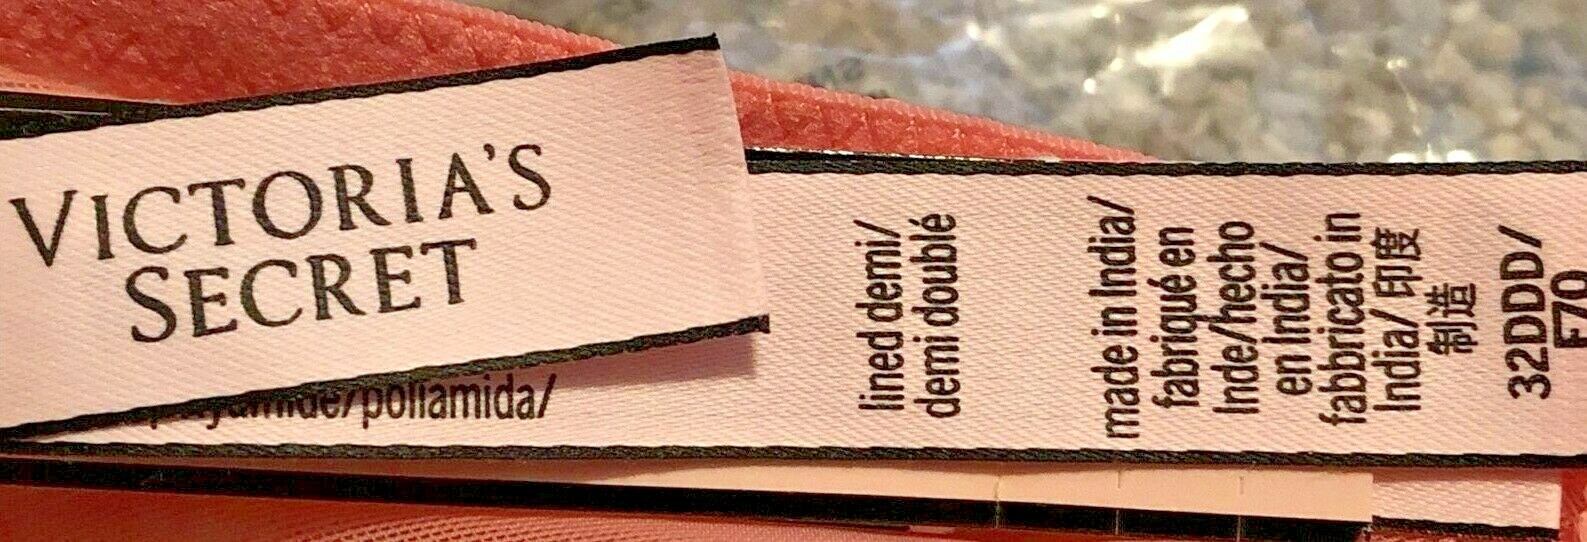 VICTORIA'S
SECRET
poliamida/
lined demi/
demi doublé
made in India/
fabriqué en
Inde/hecho
en India/
fabbricato in
India/ 印度
制造
32DDD/
F70